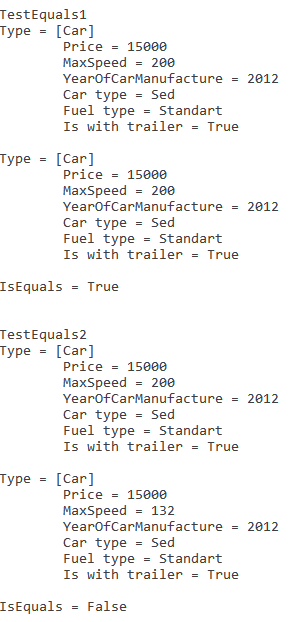 TestEquals1
Type = [Car]
Price = 15000
MaxSpeed = 200
YearOfCarManufacture = 2012
Car type = Sed
Fuel type = Standart
Is with trailer = True
Type = [Car]
Price = 15000
MaxSpeed = 200
YearOfCarManufacture = 2012
Car type = Sed
Fuel type = Standart
Is with trailer = True
IsEquals = True
TestEquals2
Type = [Car]
Price = 15000
MaxSpeed = 200
YearOfCarManufacture = 2012
Car type = Sed
Fuel type = Standart
Is with trailer = True
Type = [Car]
Price = 15000
MaxSpeed = 132
YearOfCarManufacture = 2012
Car type = Sed
Fuel type = Standart
Is with trailer = True
IsEquals = False